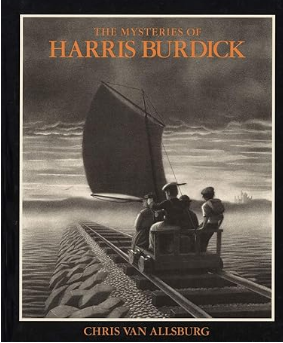 THE MYSTERIES OF
HARRIS BURDICK
CHRIS VAN ALLSBURG